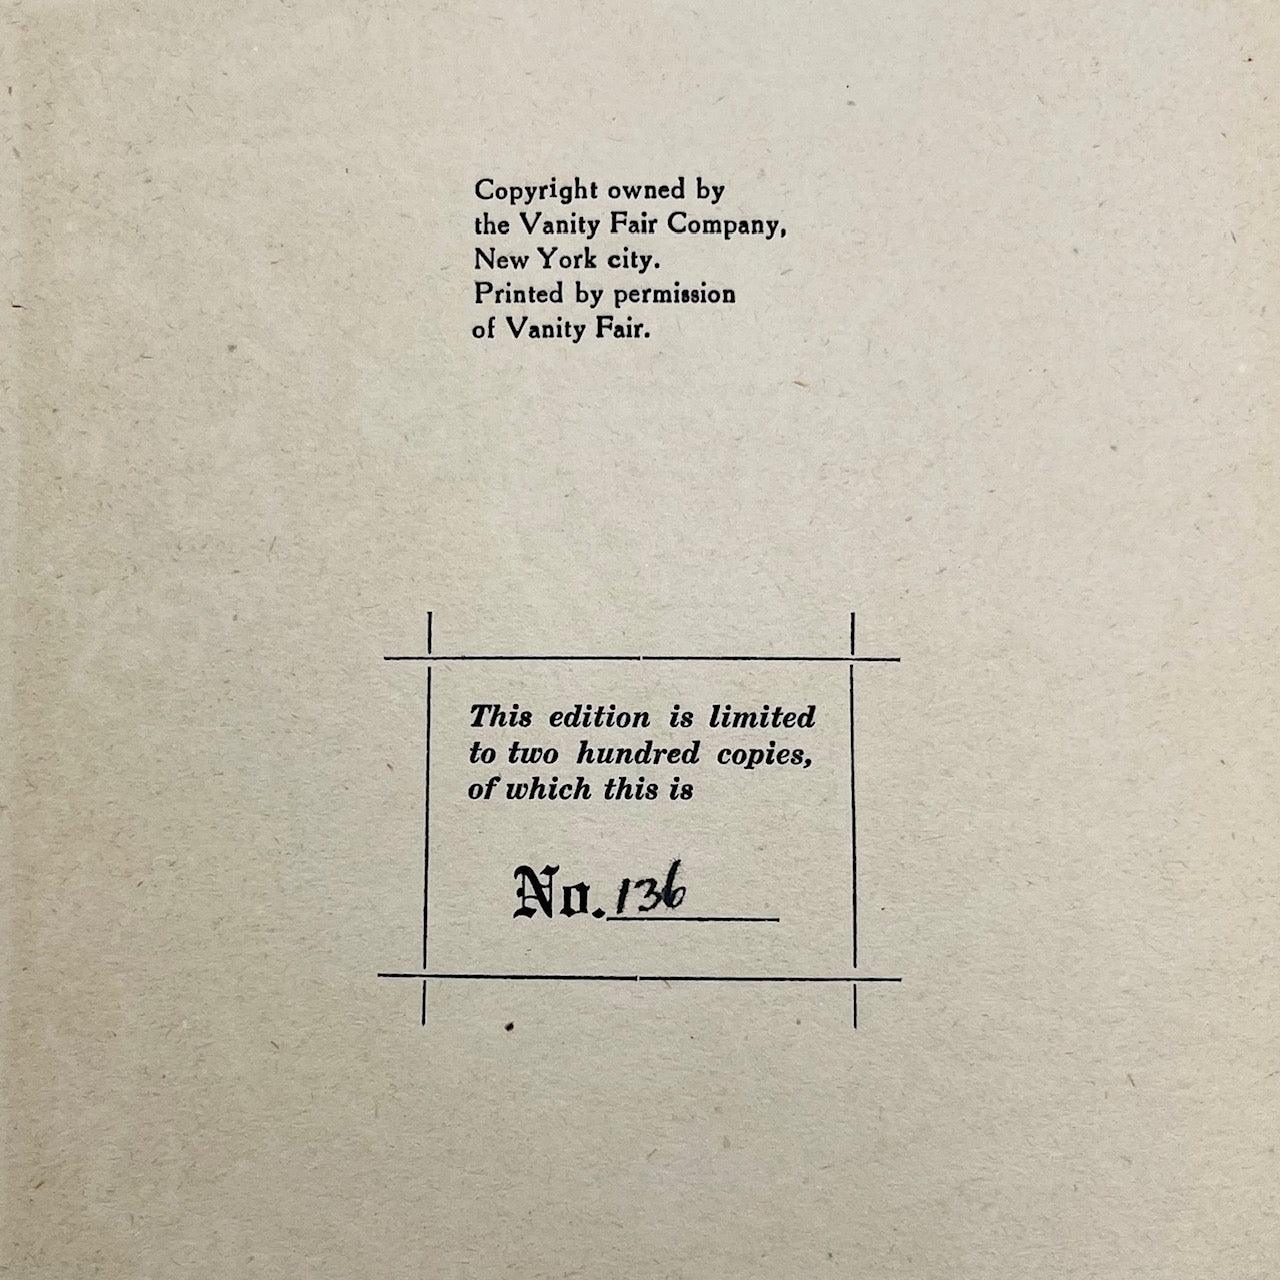 Copyright owned by
the Vanity Fair Company,
New York city.
Printed by permission
of Vanity Fair.
This edition is limited
to two hundred copies,
of which this is
No. 136